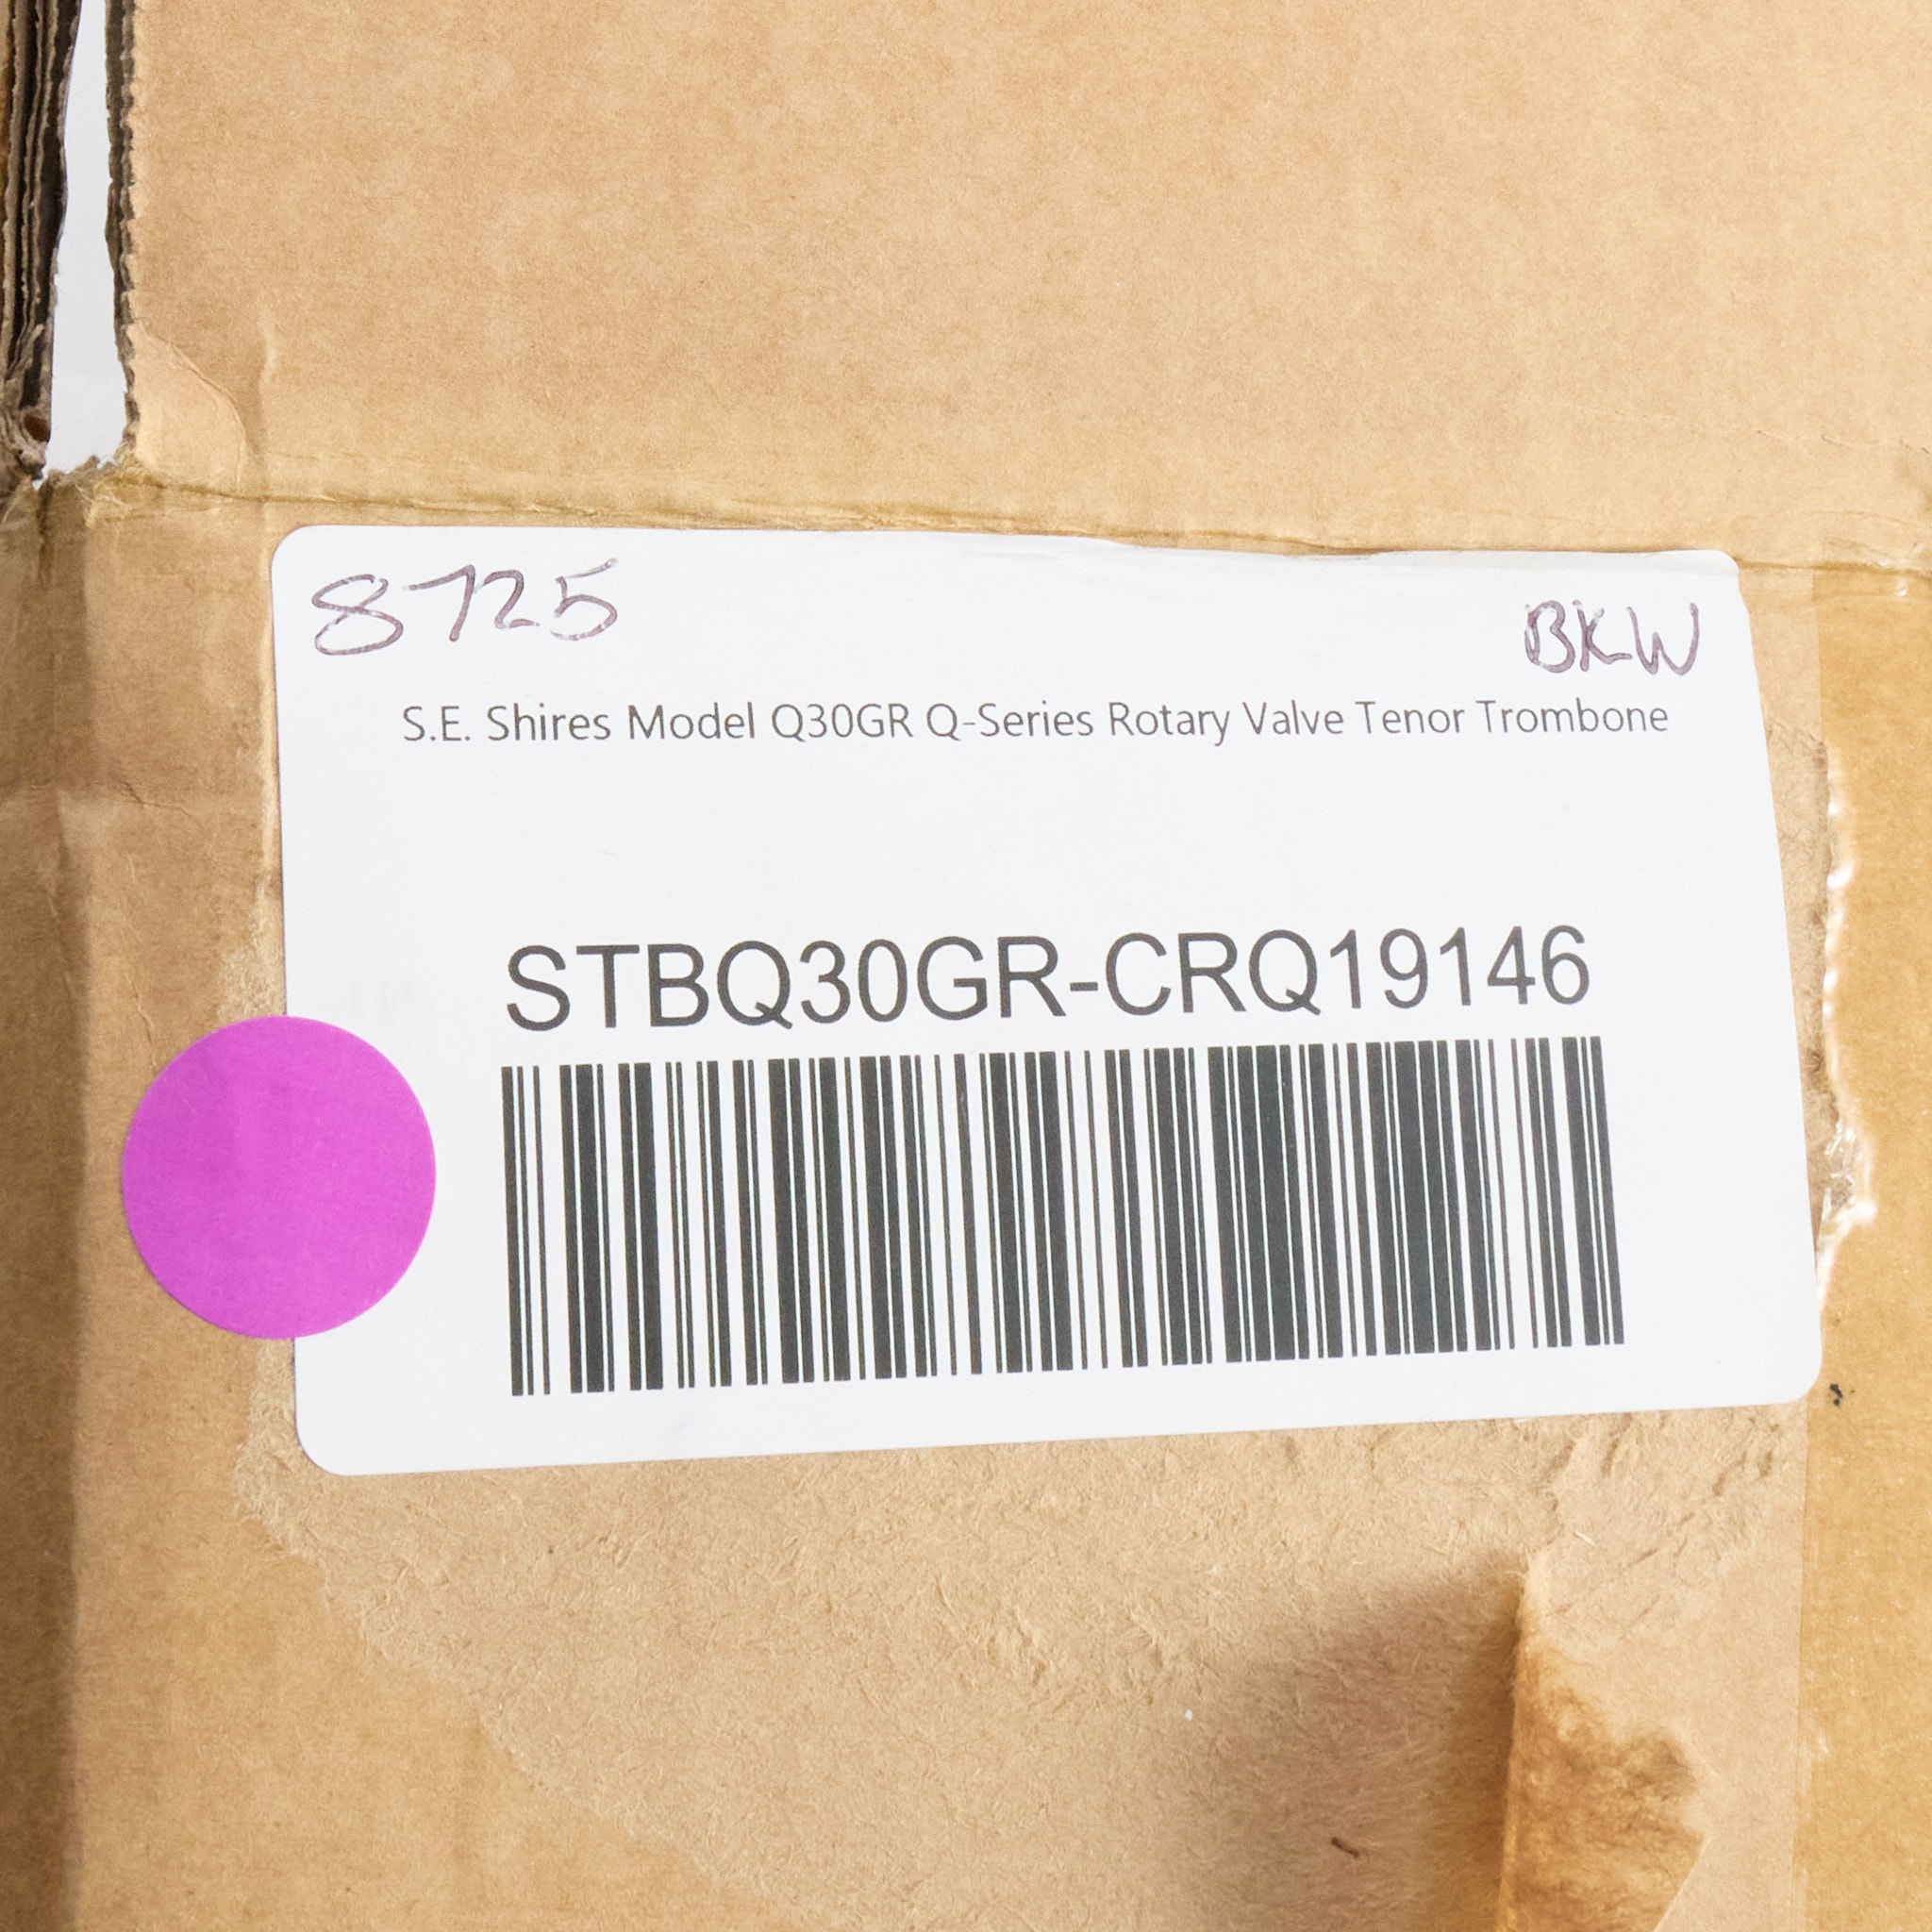 8725 BKW
S.E. Shires Model Q30GR Q-Series Rotary Valve Tenor Trombone
STBQ30GR-CRQ19146